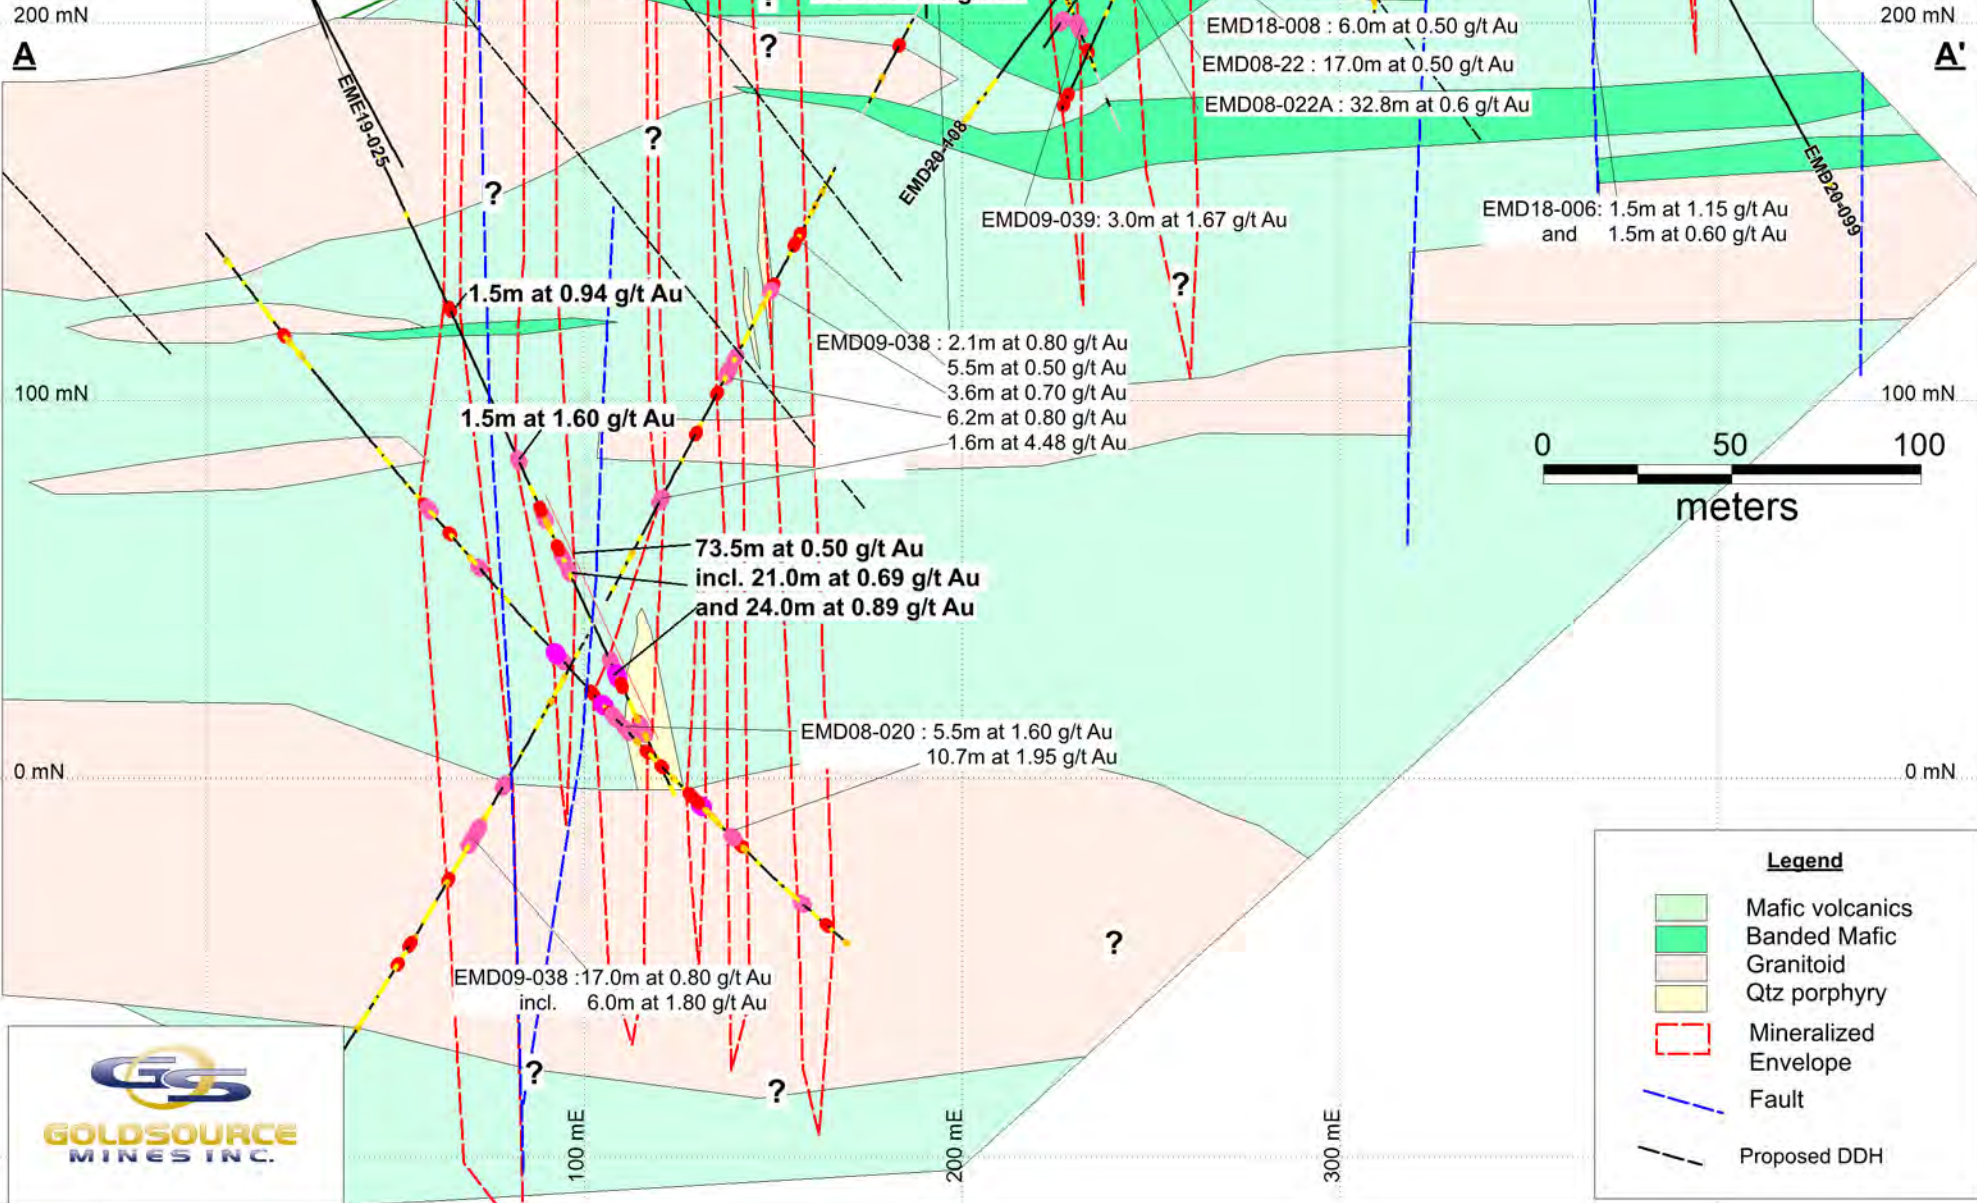 200 mN
200 mN
A
A'
EMD18-008 : 6.0m at 0.50 g/t Au
EMD08-22 : 17.0m at 0.50 g/t Au
EMD08-022A : 32.8m at 0.6 g/t Au
?
?
?
EME19-025
EMD20-108
EMD20-099
EMD09-039: 3.0m at 1.67 g/t Au
EMD18-006: 1.5m at 1.15 g/t Au
and 1.5m at 0.60 g/t Au
?
1.5m at 0.94 g/t Au
EMD09-038 : 2.1m at 0.80 g/t Au
5.5m at 0.50 g/t Au
3.6m at 0.70 g/t Au
6.2m at 0.80 g/t Au
1.6m at 4.48 g/t Au
100 mN
100 mN
1.5m at 1.60 g/t Au
0 50 100
meters
73.5m at 0.50 g/t Au
incl. 21.0m at 0.69 g/t Au
and 24.0m at 0.89 g/t Au
EMD08-020 : 5.5m at 1.60 g/t Au
10.7m at 1.95 g/t Au
0 mN
0 mN
?
EMD09-038 :17.0m at 0.80 g/t Au
incl. 6.0m at 1.80 g/t Au
?
?
100 mE
200 mE
300 mE
Legend
Mafic volcanics
Banded Mafic
Granitoid
Qtz porphyry
Mineralized
Envelope
Fault
Proposed DDH
GS
GOLDSOURCE
MINES INC.